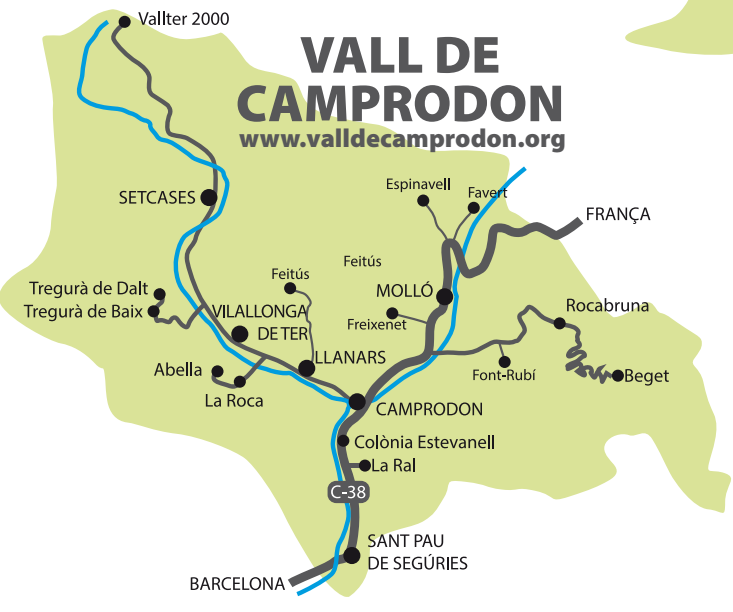 Vallter 2000
VALL DE
CAMPRODON
www.valldecamprodon.org
Espinavell
Favert
SETCASES
FRANÇA
Feitús
Feitús
Tregurà de Dalt
Tregurà de Baix
MOLLÓ
Rocabruna
VILALLONGA
DE TER
Freixenet
LLANARS
Abella
La Roca
Font-Rubí
Beget
CAMPRODON
Colònia Estevanell
La Ral
C-38
SANT PAU
DE SEGÚRIES
BARCELONA